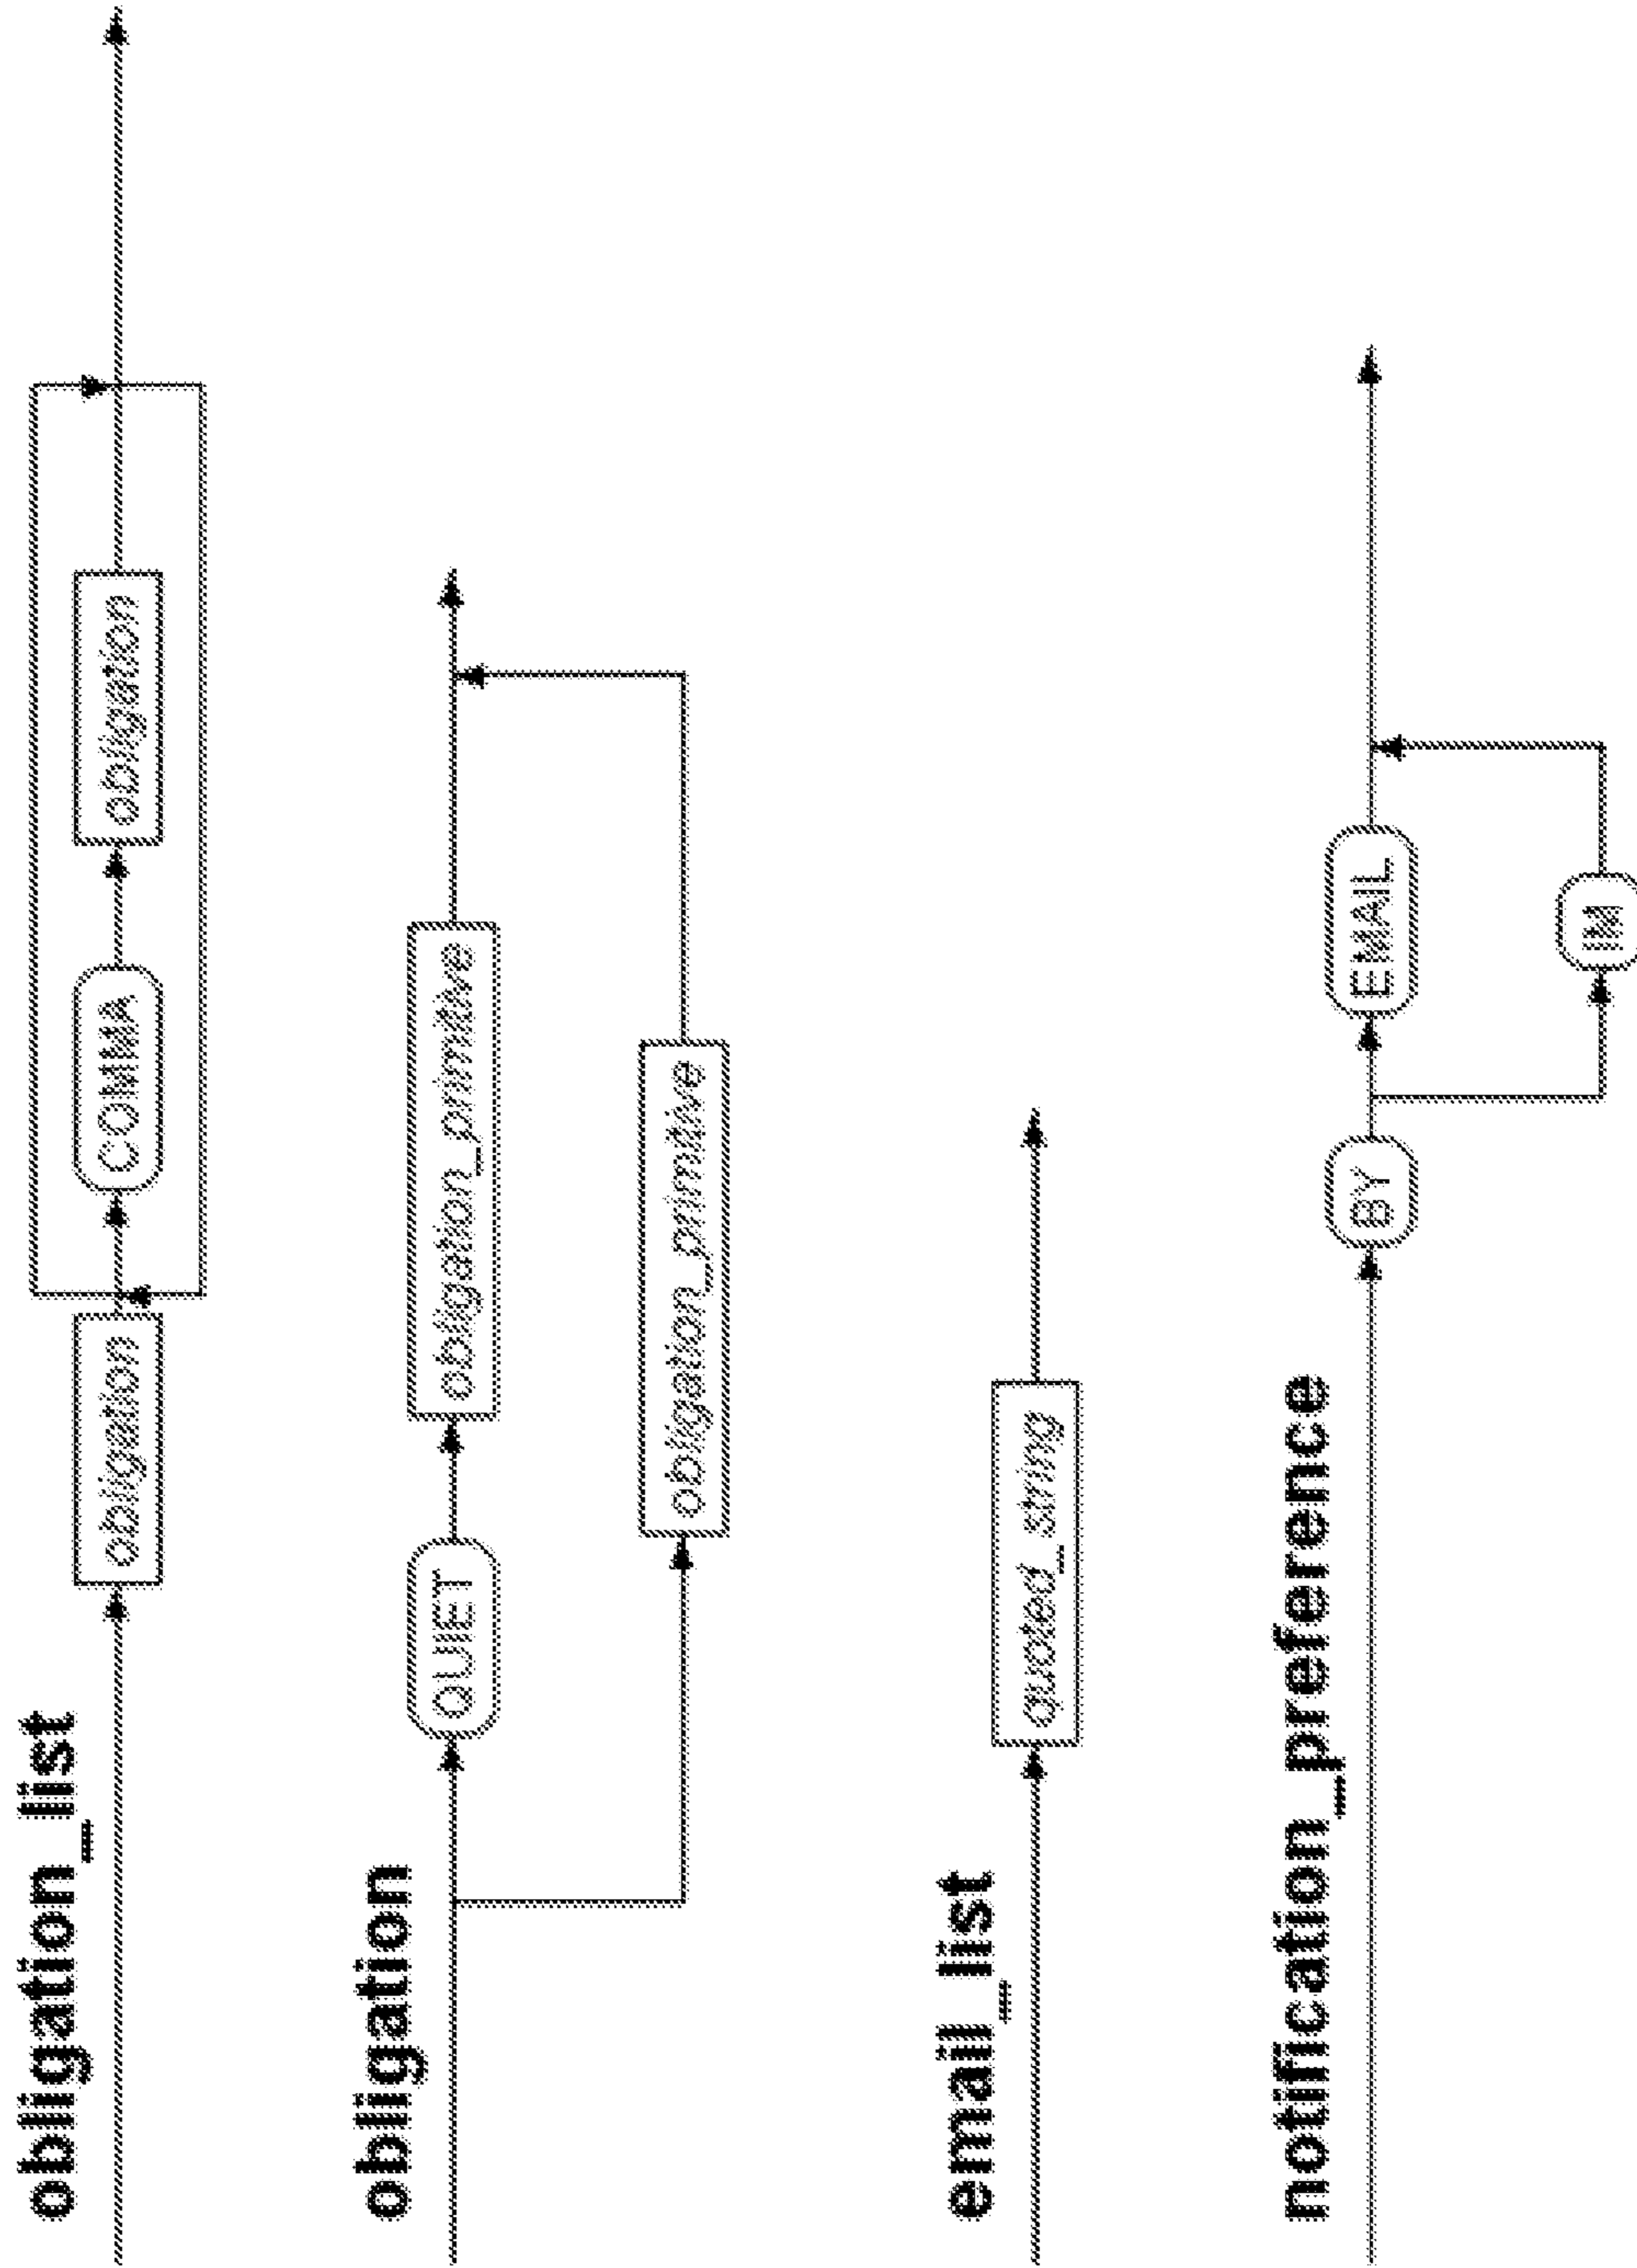 obligation_list
obligation COMMA obligation
obligation
QUIET obligation_primitive
obligation_primitive
email_list
quoted_string
notification_preference
BY EMAIL
IM